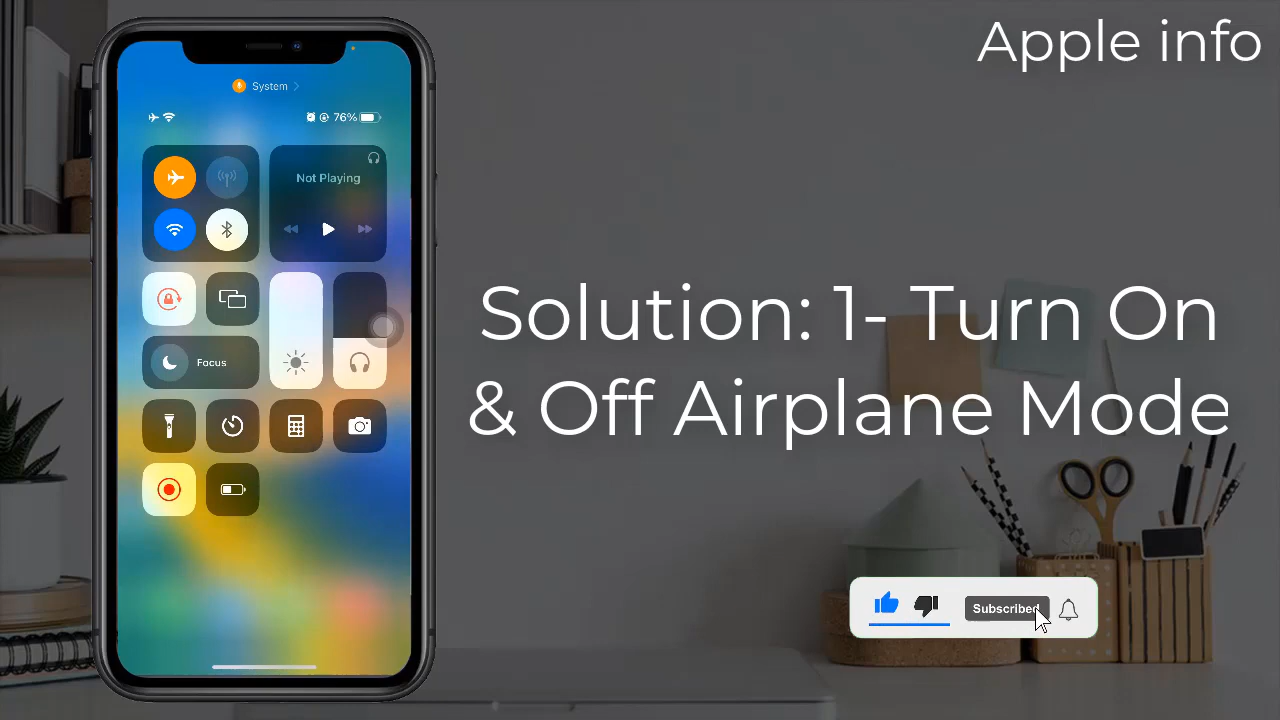 Apple info
System
76%
Not Playing
Focus
Solution: 1- Turn On
& Off Airplane Mode
Subscribed